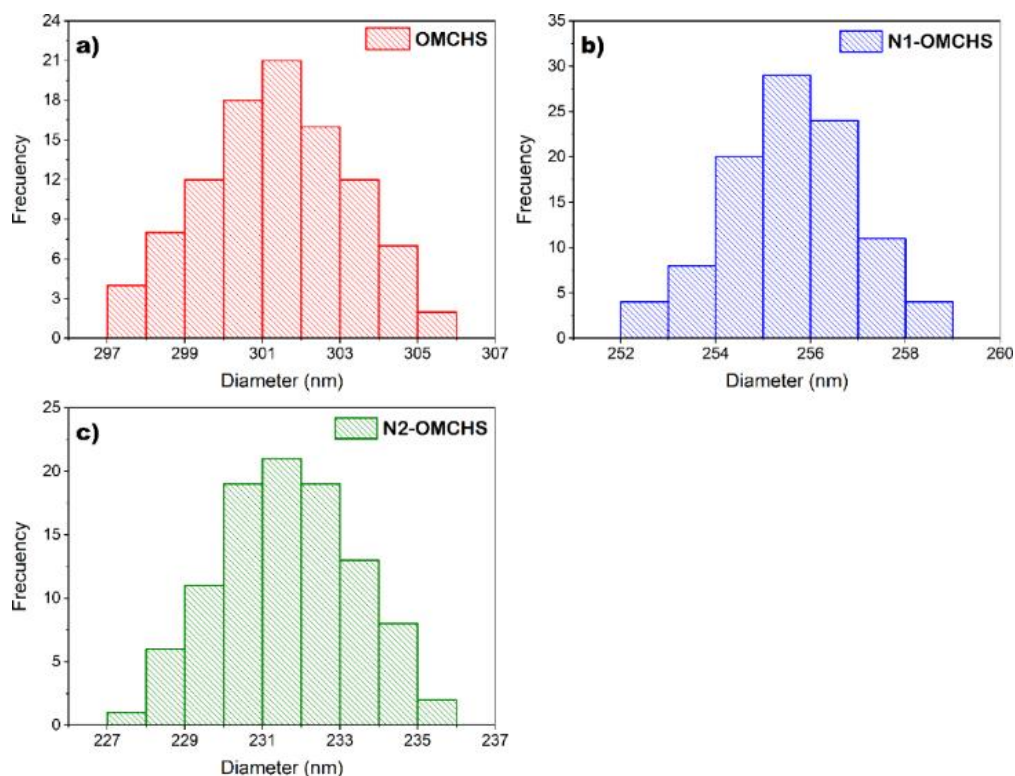 a)
OMCHS
24
21
18
15
12
9
6
3
0
Frecuency
297 299 301 303 305 307
Diameter (nm)
b)
N1-OMCHS
35
30
25
20
15
10
5
0
Frecuency
252 254 256 258 260
Diameter (nm)
c)
N2-OMCHS
25
20
15
10
5
0
Frecuency
227 229 231 233 235 237
Diameter (nm)